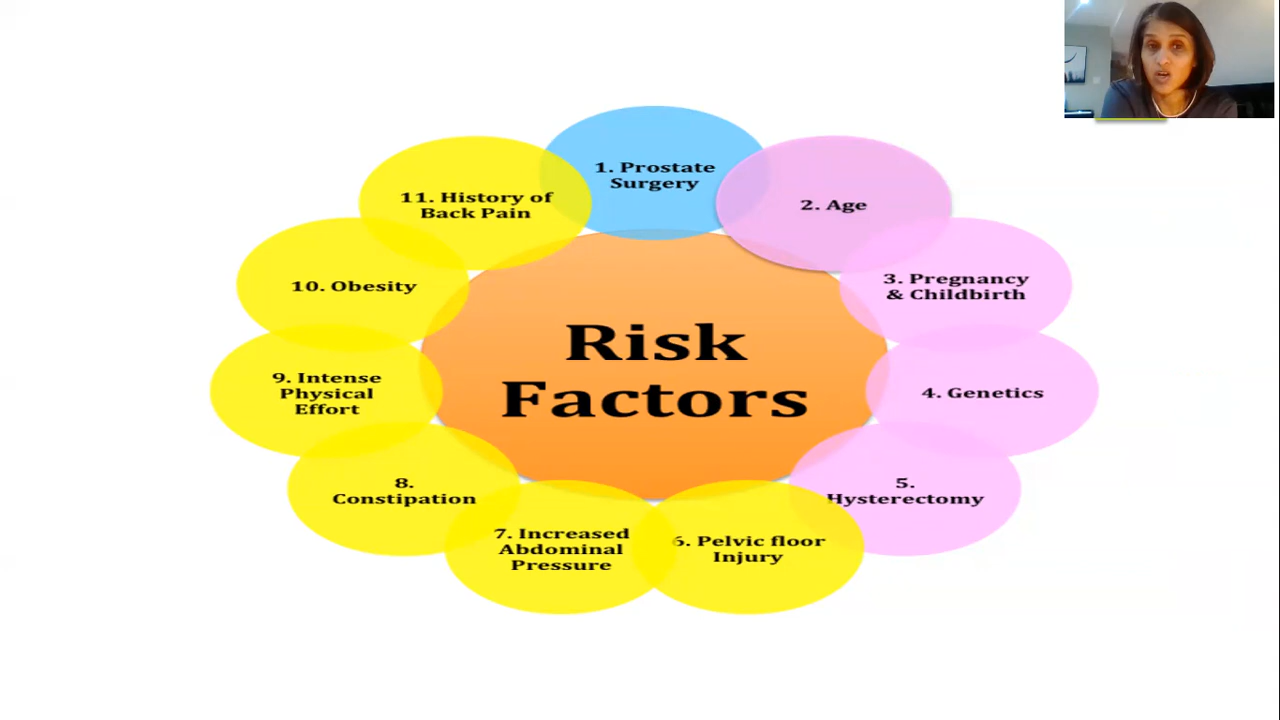 Risk
Factors
1. Prostate
Surgery
2. Age
3. Pregnancy
& Childbirth
4. Genetics
5.
Hysterectomy
6. Pelvic floor
Injury
7. Increased
Abdominal
Pressure
8.
Constipation
9. Intense
Physical
Effort
10. Obesity
11. History of
Back Pain